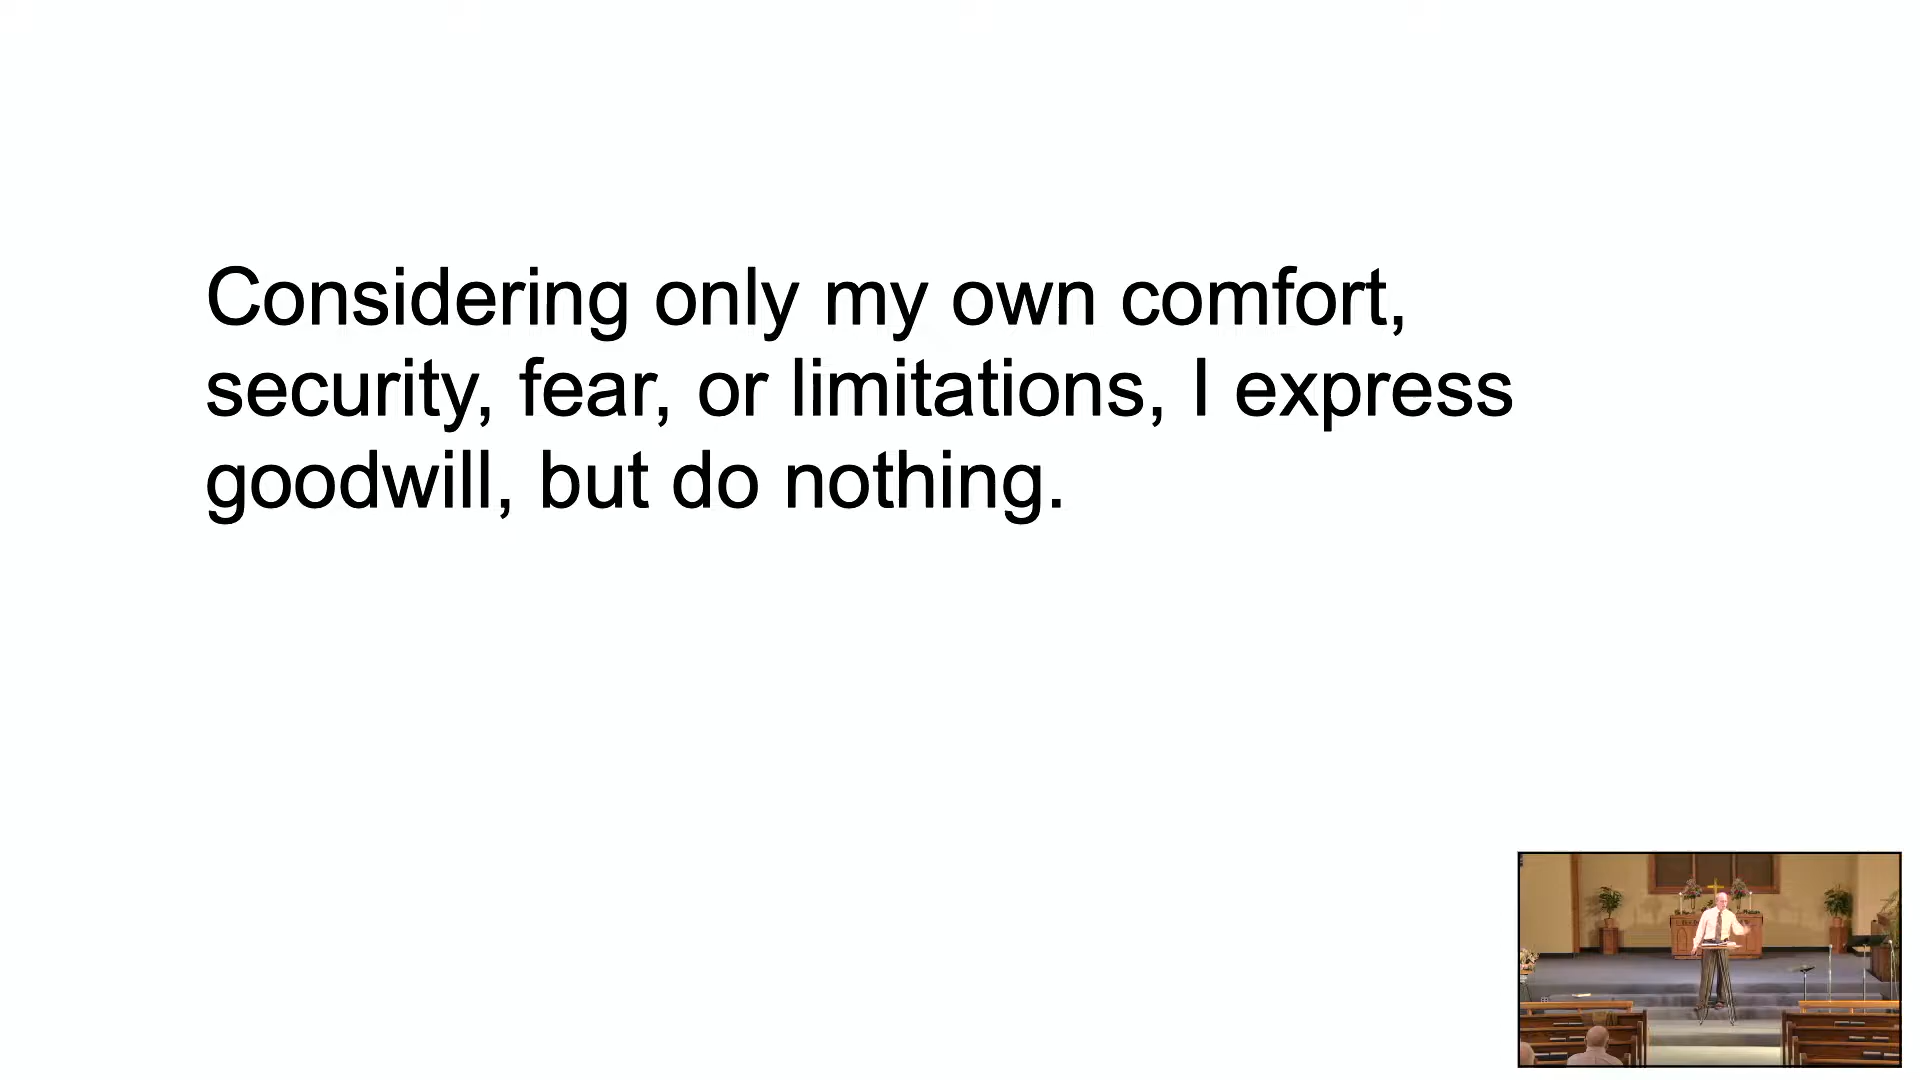 Considering only my own comfort,
security, fear, or limitations, I express
goodwill, but do nothing.